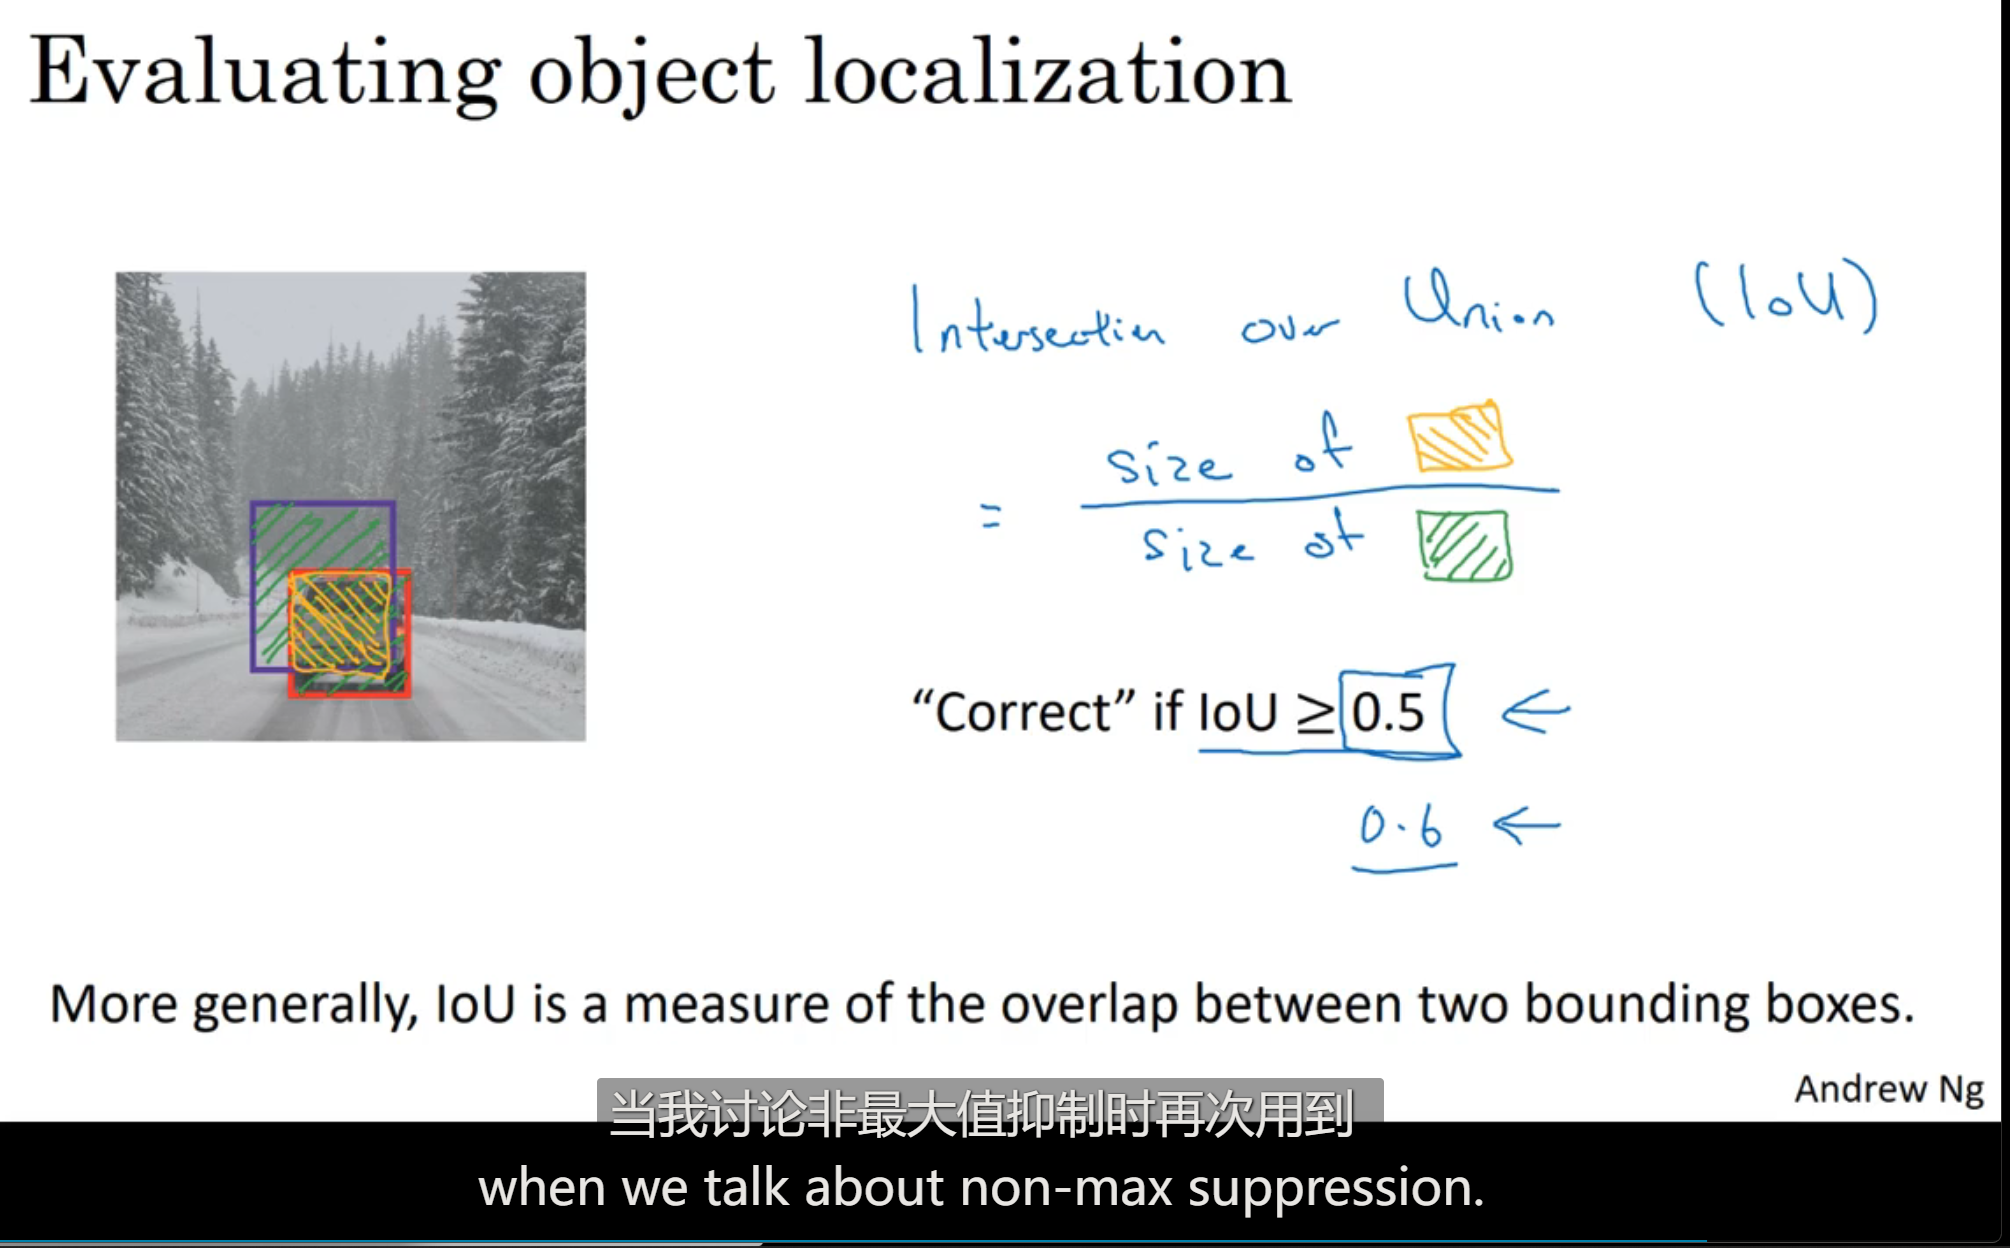 Evaluating object localization
Intersection over Union (IoU)
= size of
size of
“Correct” if IoU ≥ 0.5 ←
0.6 ←
More generally, IoU is a measure of the overlap between two bounding boxes.
Andrew Ng
当我讨论非最大值抑制时再次用到
when we talk about non-max suppression.